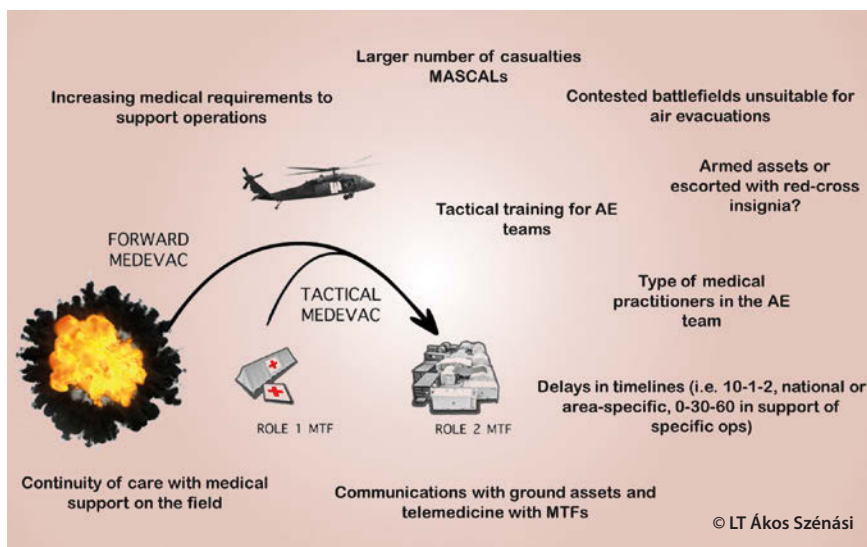 Larger number of casualties
MASCALs
Increasing medical requirements to
support operations
Contested battlefields unsuitable for
air evacuations
Armed assets or
escorted with red-cross
insignia?
Tactical training for AE
teams
FORWARD
MEDEVAC
TACTICAL
MEDEVAC
Type of medical
practitioners in the AE
team
Delays in timelines (i.e. 10-1-2, national or
area-specific, 0-30-60 in support of
specific ops)
ROLE 1 MTF
ROLE 2 MTF
Continuity of care with medical
support on the field
Communications with ground assets and
telemedicine with MTFs
© LT Ákos Szénási